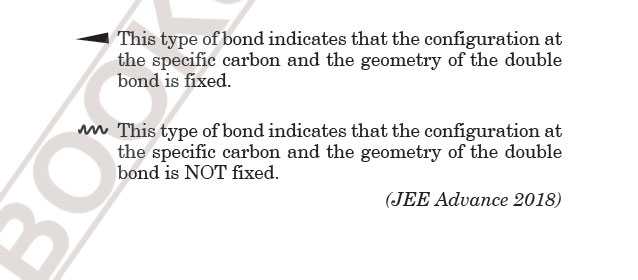 This type of bond indicates that the configuration at
the specific carbon and the geometry of the double
bond is fixed.
This type of bond indicates that the configuration at
the specific carbon and the geometry of the double
bond is NOT fixed.
(JEE Advance 2018)
BOOK